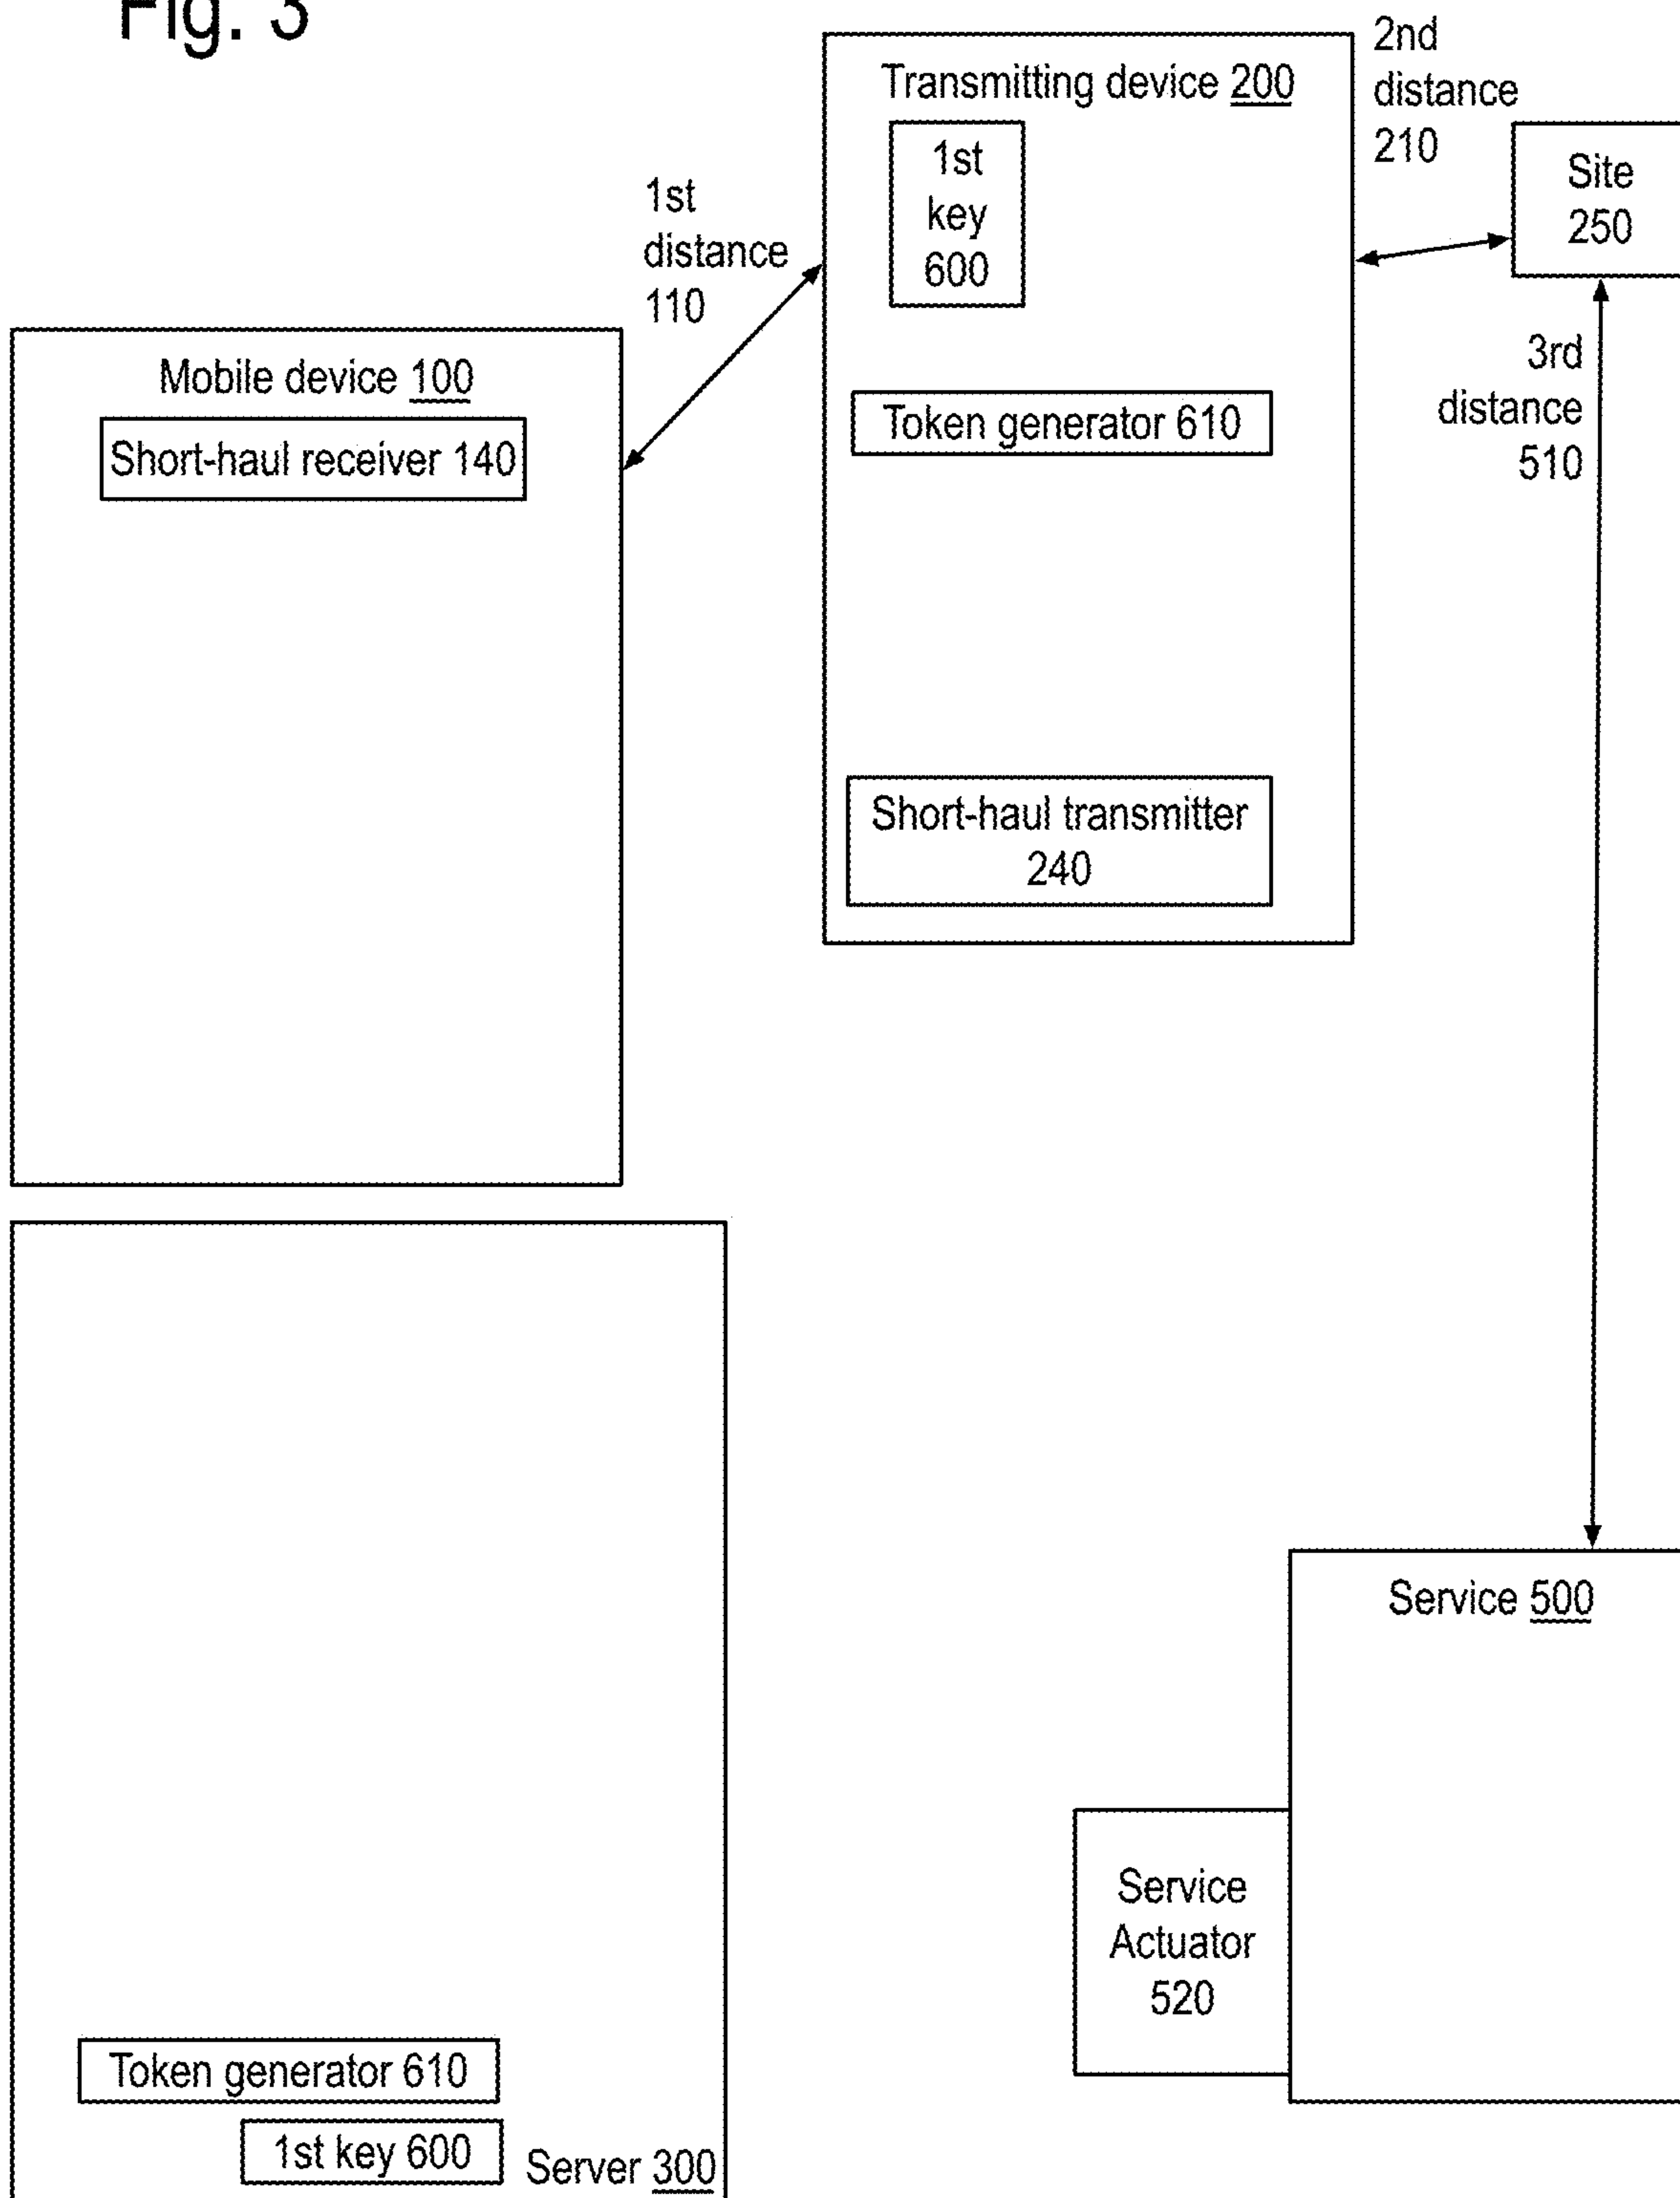 Fig. 3
Transmitting device 200
1st
key
600
2nd
distance
210
Site
250
1st
distance
110
3rd
distance
510
Mobile device 100
Short-haul receiver 140
Token generator 610
Short-haul transmitter
240
Service 500
Service
Actuator
520
Token generator 610
1st key 600
Server 300